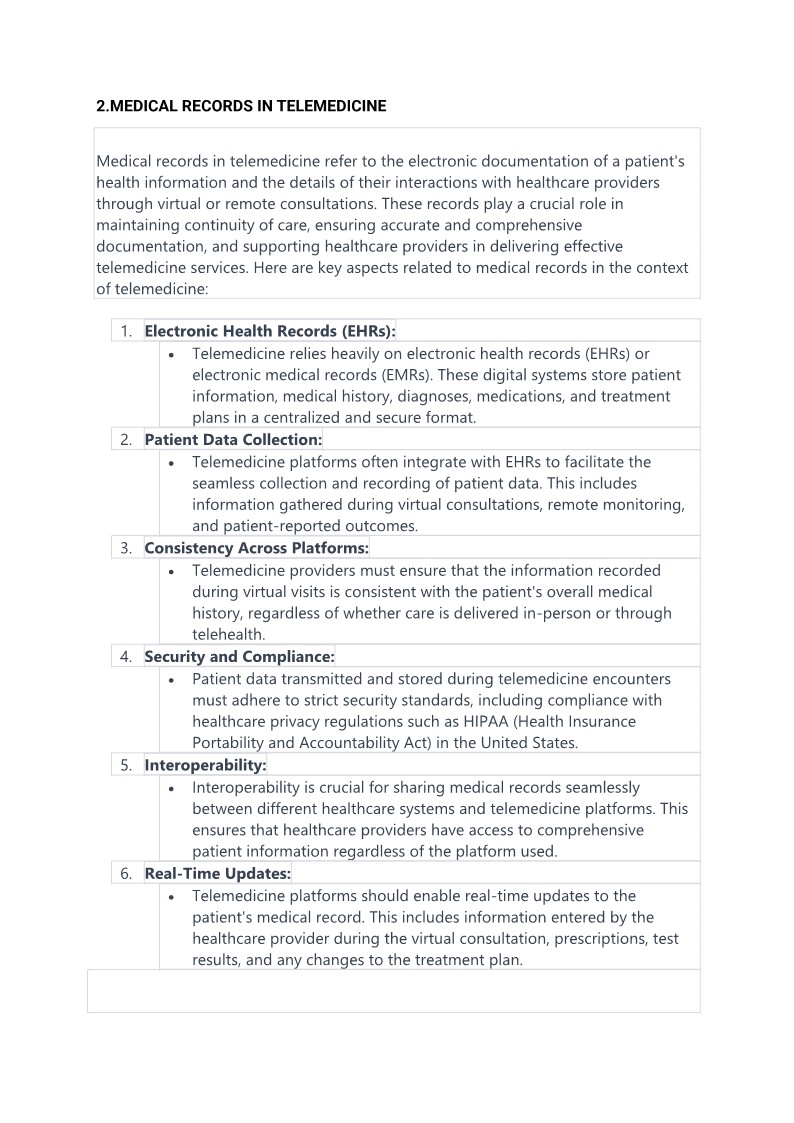 2.MEDICAL RECORDS IN TELEMEDICINE
Medical records in telemedicine refer to the electronic documentation of a patient's
health information and the details of their interactions with healthcare providers
through virtual or remote consultations. These records play a crucial role in
maintaining continuity of care, ensuring accurate and comprehensive
documentation, and supporting healthcare providers in delivering effective
telemedicine services. Here are key aspects related to medical records in the context
of telemedicine:
1. Electronic Health Records (EHRs):
• Telemedicine relies heavily on electronic health records (EHRs) or
electronic medical records (EMRs). These digital systems store patient
information, medical history, diagnoses, medications, and treatment
plans in a centralized and secure format.
2. Patient Data Collection:
• Telemedicine platforms often integrate with EHRs to facilitate the
seamless collection and recording of patient data. This includes
information gathered during virtual consultations, remote monitoring,
and patient-reported outcomes.
3. Consistency Across Platforms:
• Telemedicine providers must ensure that the information recorded
during virtual visits is consistent with the patient's overall medical
history, regardless of whether care is delivered in-person or through
telehealth.
4. Security and Compliance:
• Patient data transmitted and stored during telemedicine encounters
must adhere to strict security standards, including compliance with
healthcare privacy regulations such as HIPAA (Health Insurance
Portability and Accountability Act) in the United States.
5. Interoperability:
• Interoperability is crucial for sharing medical records seamlessly
between different healthcare systems and telemedicine platforms. This
ensures that healthcare providers have access to comprehensive
patient information regardless of the platform used.
6. Real-Time Updates:
• Telemedicine platforms should enable real-time updates to the
patient's medical record. This includes information entered by the
healthcare provider during the virtual consultation, prescriptions, test
results, and any changes to the treatment plan.